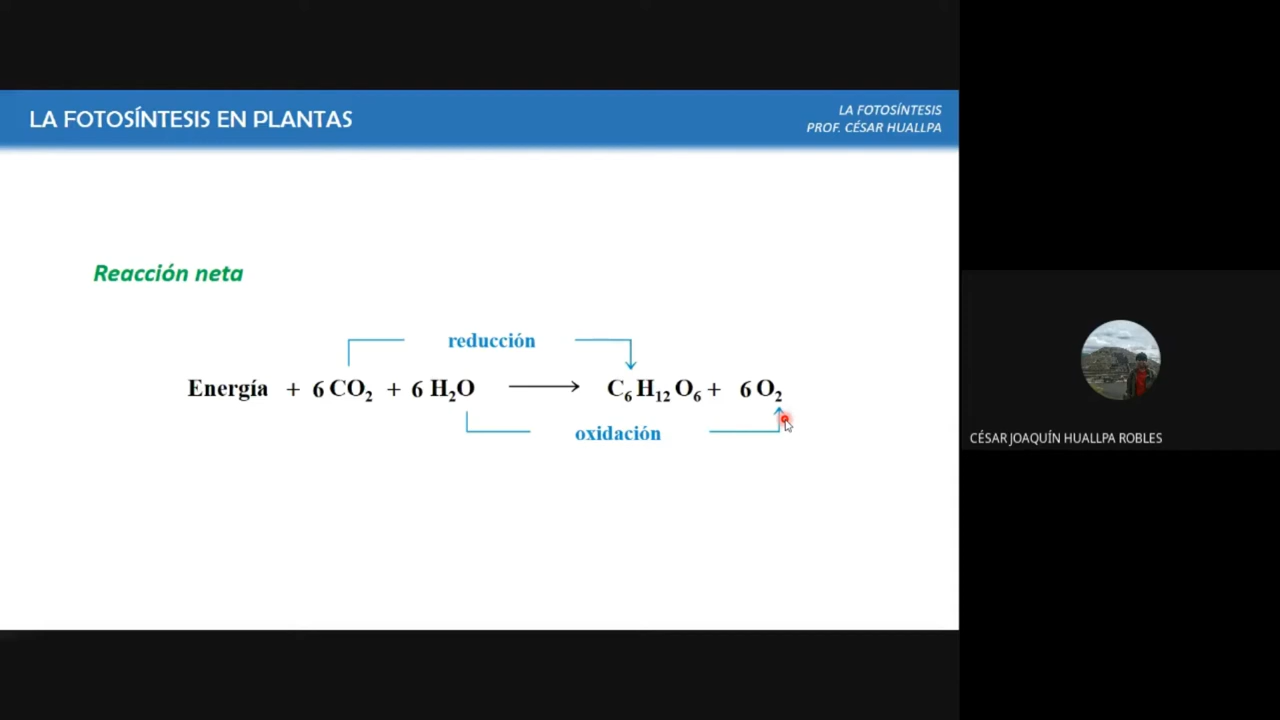 LA FOTOSÍNTESIS EN PLANTAS
LA FOTOSÍNTESIS
PROF. CÉSAR HUALLPA
Reacción neta
reducción
Energía + 6 CO₂ + 6 H₂O ⟶ C₆H₁₂O₆ + 6 O₂
oxidación
CÉSAR JOAQUÍN HUALLPA ROBLES